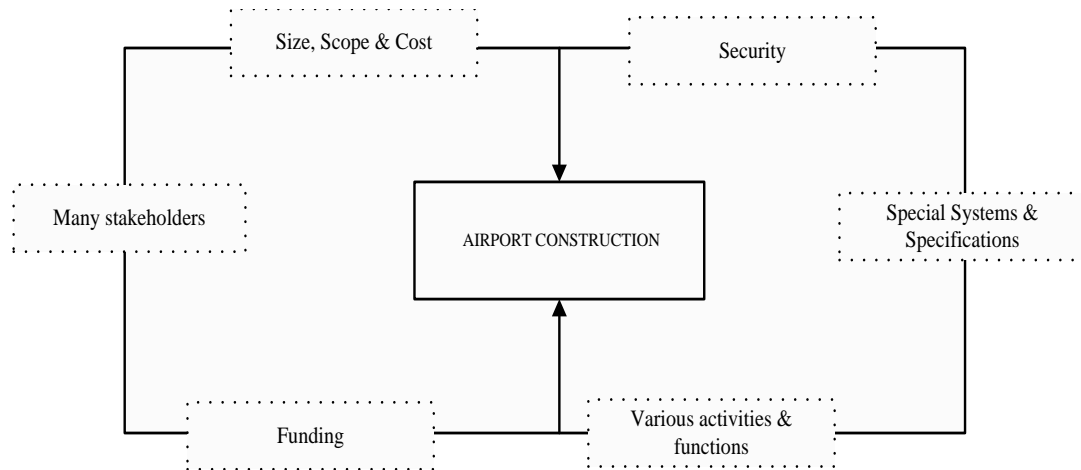 Size, Scope & Cost
Security
Many stakeholders
AIRPORT CONSTRUCTION
Special Systems &
Specifications
Funding
Various activities &
functions